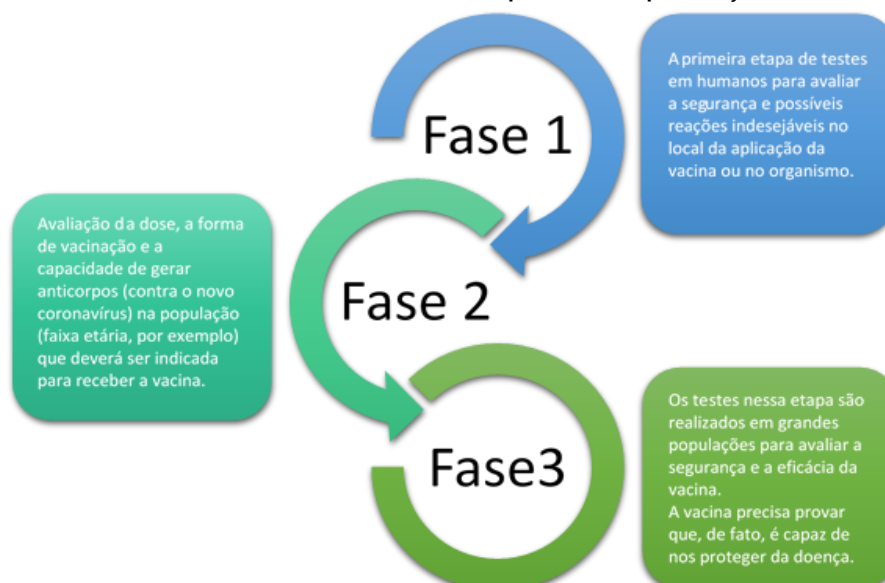 Fase 1
A primeira etapa de testes
em humanos para avaliar
a segurança e possíveis
reações indesejáveis no
local da aplicação da
vacina ou no organismo.
Avaliação da dose, a forma
de vacinação e a
capacidade de gerar
anticorpos (contra o novo
coronavírus) na população
(faixa etária, por exemplo)
que deverá ser indicada
para receber a vacina.
Fase 2
Fase3
Os testes nessa etapa são
realizados em grandes
populações para avaliar a
segurança e a eficácia da
vacina.
A vacina precisa provar
que, de fato, é capaz de
nos proteger da doença.